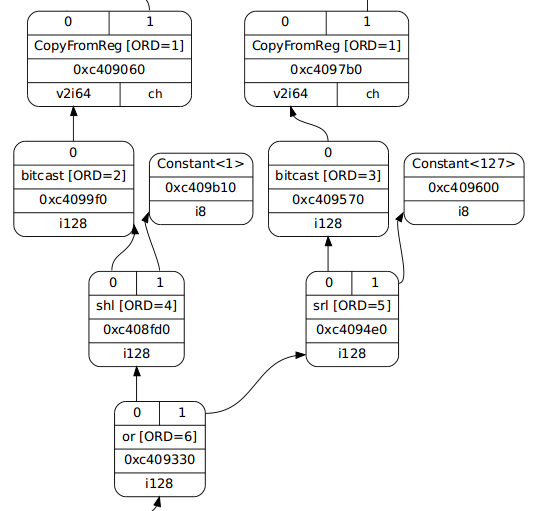 0 1
CopyFromReg [ORD=1]
0xc409060
v2i64 ch
0 1
CopyFromReg [ORD=1]
0xc4097b0
v2i64 ch
0
bitcast [ORD=2]
0xc4099f0
i128
Constant<1>
0xc409b10
i8
0
bitcast [ORD=3]
0xc409570
i128
Constant<127>
0xc409600
i8
0 1
shl [ORD=4]
0xc408fd0
i128
0 1
srl [ORD=5]
0xc4094e0
i128
0 1
or [ORD=6]
0xc409330
i128